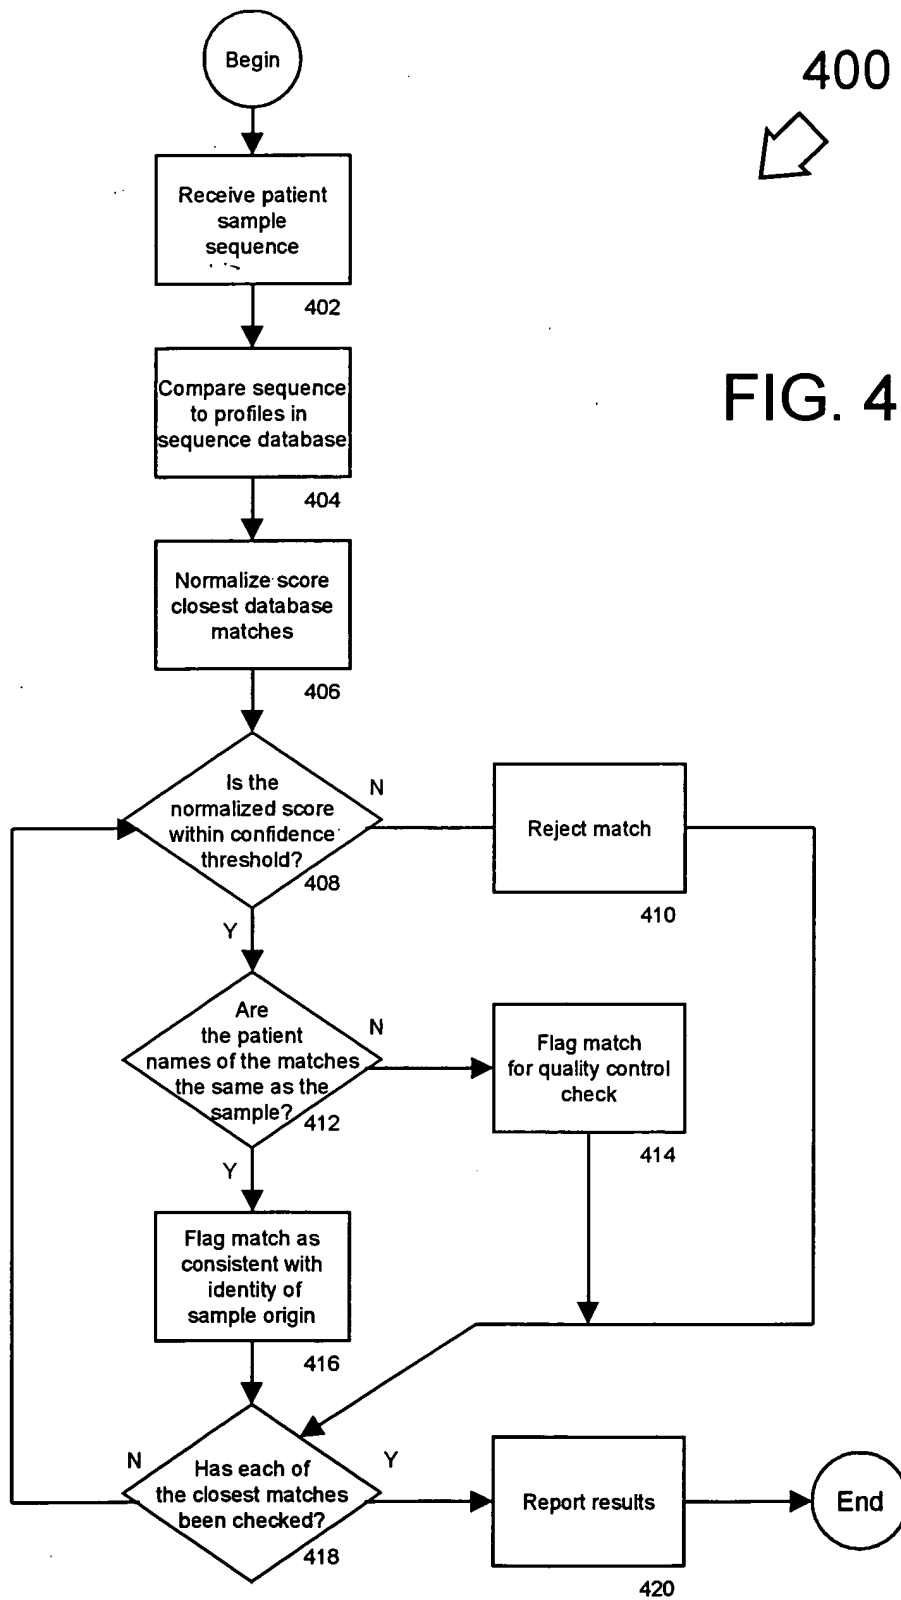 Begin
400
Receive patient
sample
sequence
402
FIG. 4
Compare sequence
to profiles in
sequence database
404
Normalize score
closest database
matches
406
Is the
normalized score
within confidence
threshold?
408
N
Reject match
410
Y
Are
the patient
names of the matches
the same as the
sample?
412
N
Flag match
for quality control
check
414
Y
Flag match as
consistent with
identity of
sample origin
416
N
Has each of
the closest matches
been checked?
418
Y
Report results
420
End